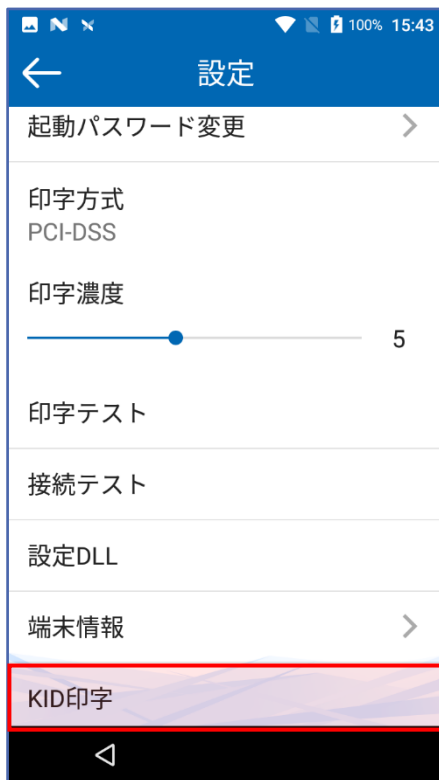 100% 15:43
設定
起動パスワード変更
印字方式
PCI-DSS
印字濃度
5
印字テスト
接続テスト
設定DLL
端末情報
KID印字